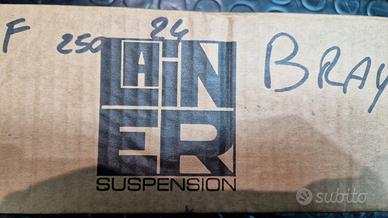 F 250 24
BRAY
LAINER
SUSPENSION
subito